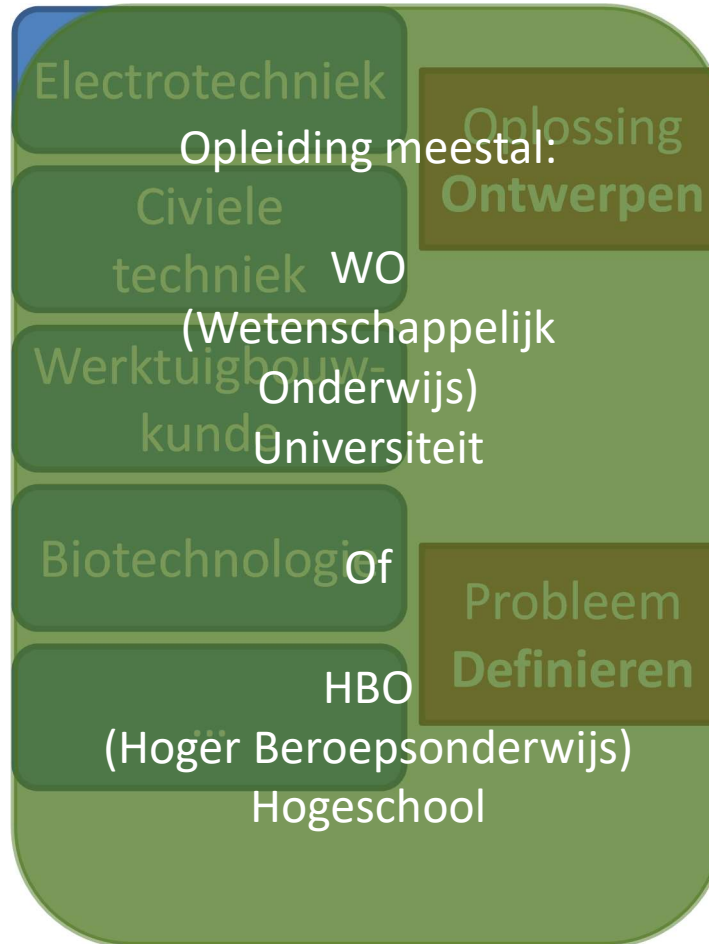 Electrotechniek
Civiele
techniek
Werktuigbouw-
kunde
Biotechnologie
...
Oplossing
Ontwerpen
Probleem
Definieren
Opleiding meestal:
WO
(Wetenschappelijk
Onderwijs)
Universiteit
Of
HBO
(Hoger Beroepsonderwijs)
Hogeschool